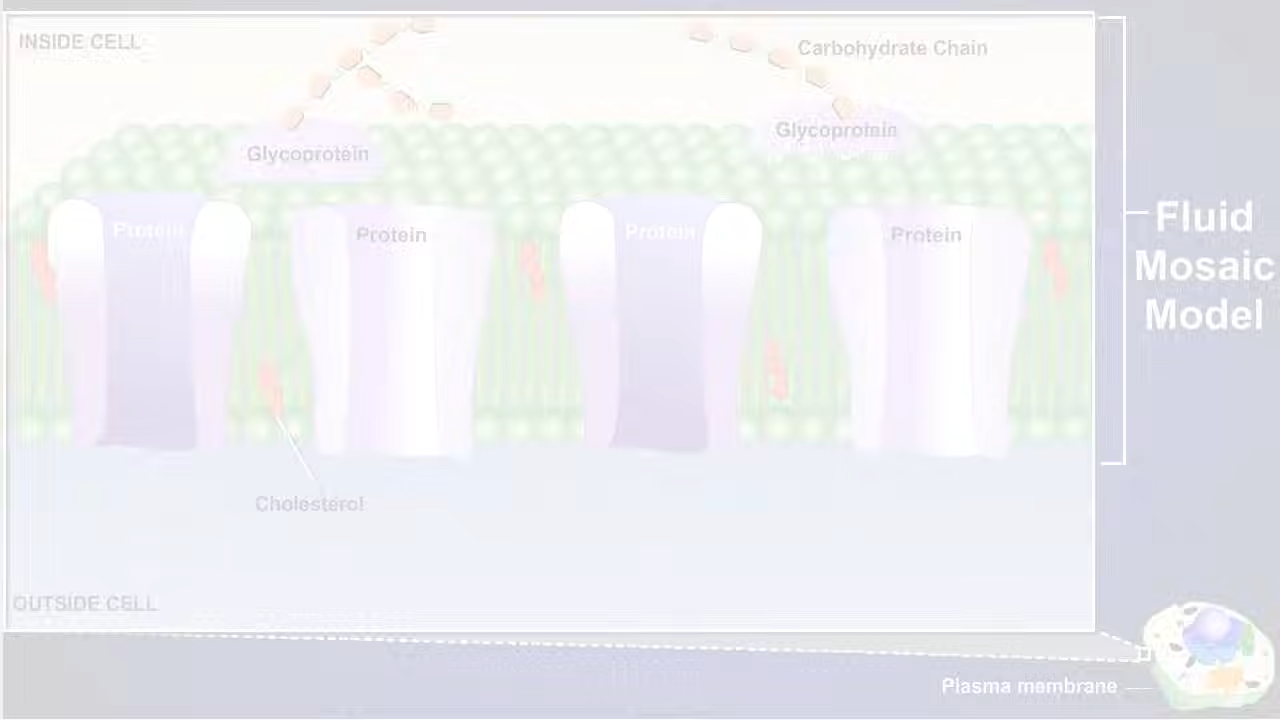 INSIDE CELL
Carbohydrate Chain
Glycoprotein
Glycoprotein
Protein
Protein
Protein
Protein
Fluid
Mosaic
Model
Cholesterol
OUTSIDE CELL
Plasma membrane